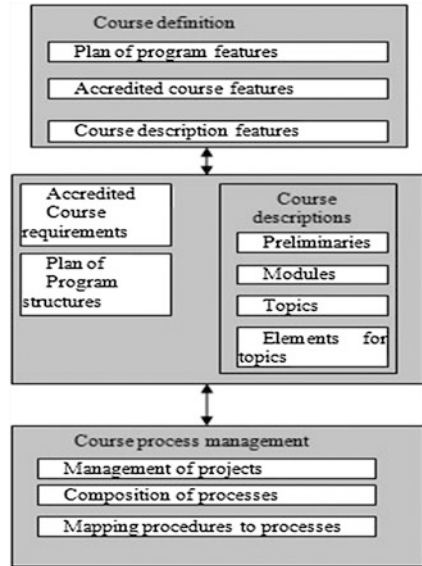 Course definition
Plan of program features
Accredited course features
Course description features
Accredited
Course
requirements
Plan of
Program
structures
Course
descriptions
Preliminaries
Modules
Topics
Elements for
topics
Course process management
Management of projects
Composition of processes
Mapping procedures to processes